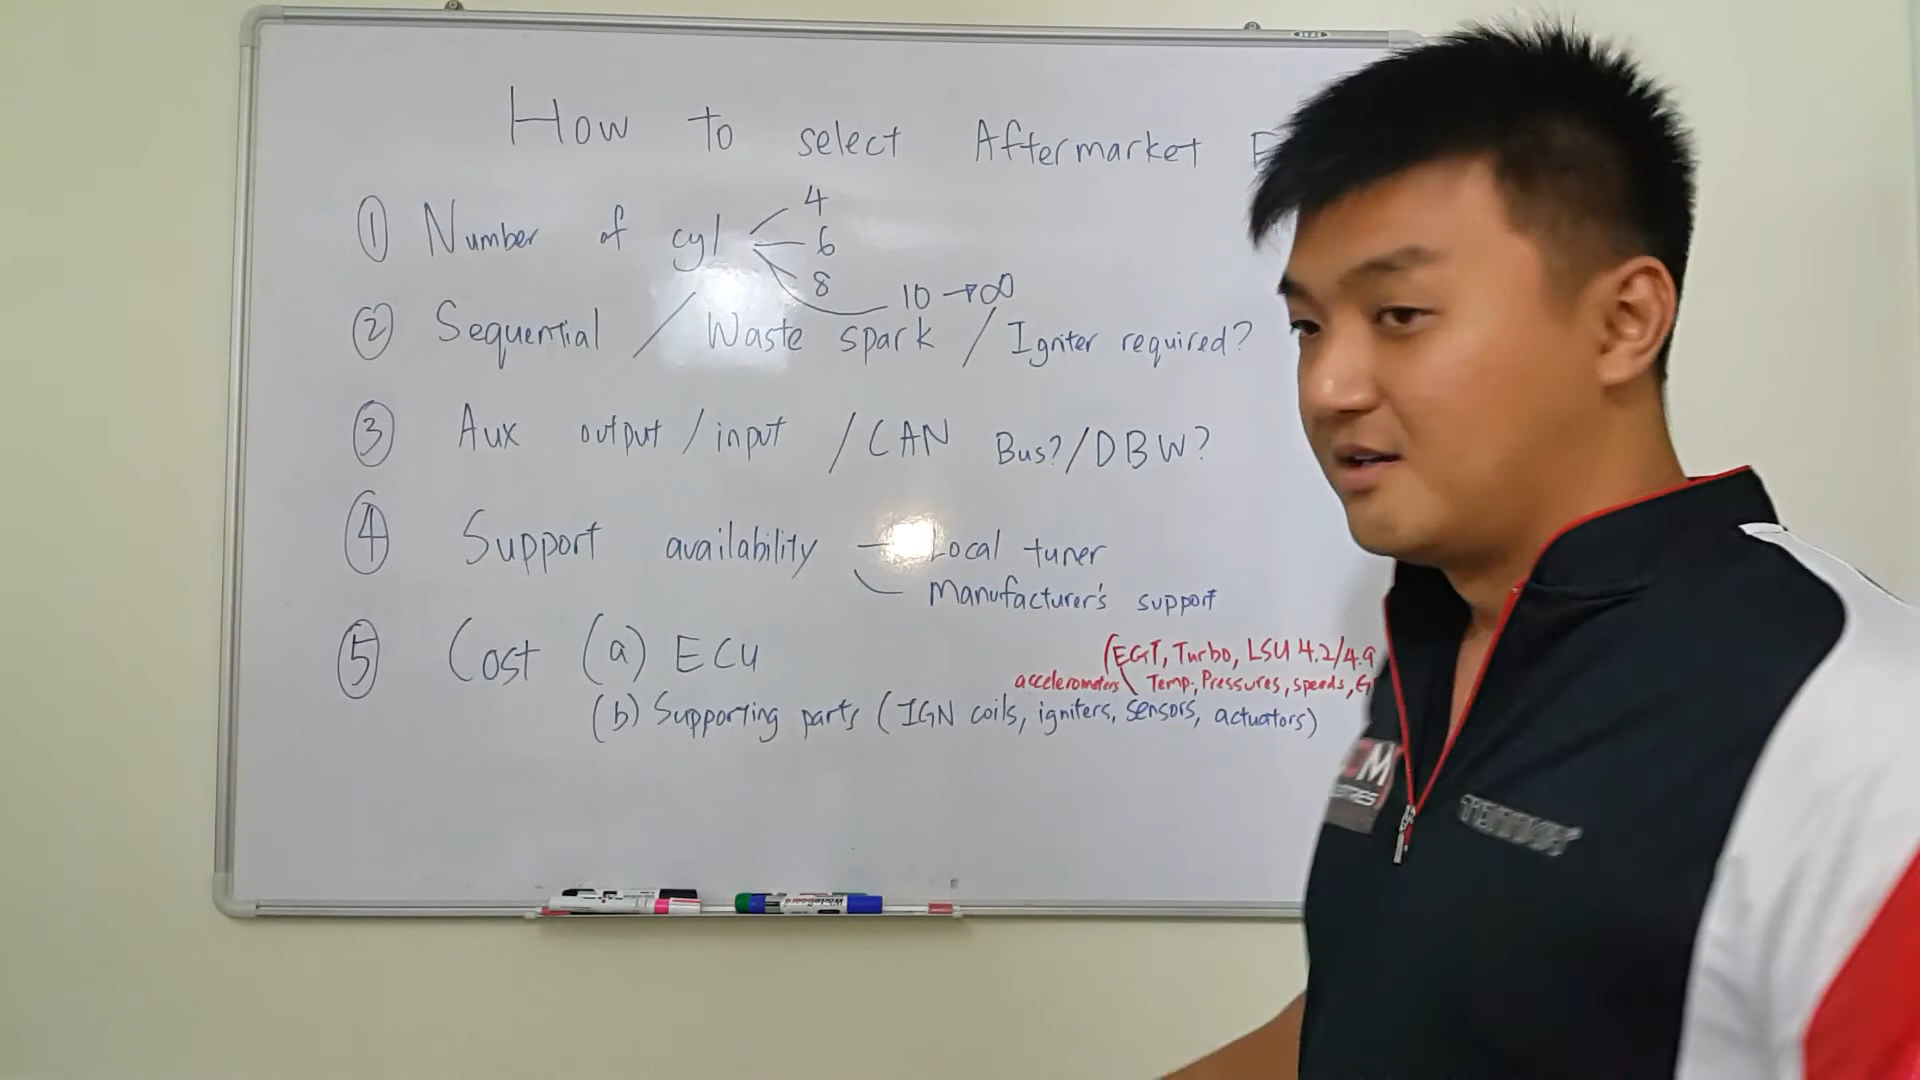 How to select Aftermarket E
① Number of cyl 4
6
8
10 → ∞
② Sequential / Waste spark / Igniter required?
③ Aux output / input / CAN Bus? / DBW?
④ Support availability — Local tuner
Manufacturer's support
⑤ Cost (a) ECU
(EGT, Turbo, LSU 4.2/4.9
accelerometers Temp, Pressures, speeds,
(b) Supporting parts (IGN coils, igniters, sensors, actuators)